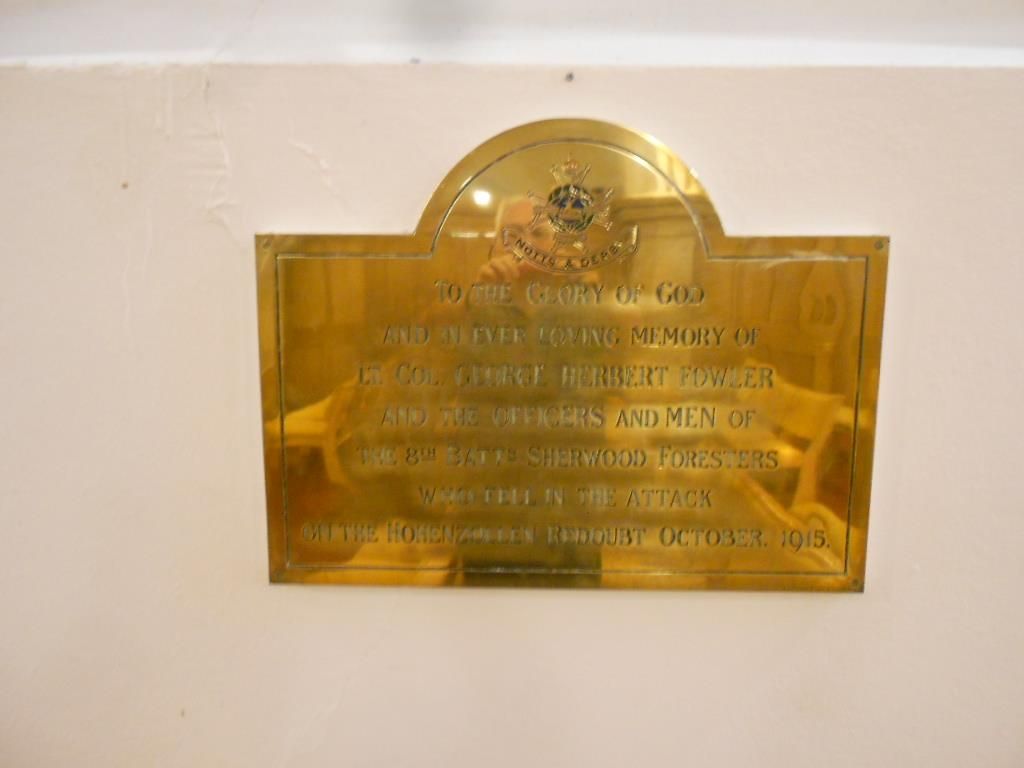 NOTTS & DERBY
TO THE GLORY OF GOD
AND IN EVER LOVING MEMORY OF
LT. COL. GEORGE HERBERT FOWLER
AND THE OFFICERS AND MEN OF
THE 8TH BATTN SHERWOOD FORESTERS
WHO FELL IN THE ATTACK
ON THE HOHENZOLLEN REDOUBT OCTOBER. 1915.